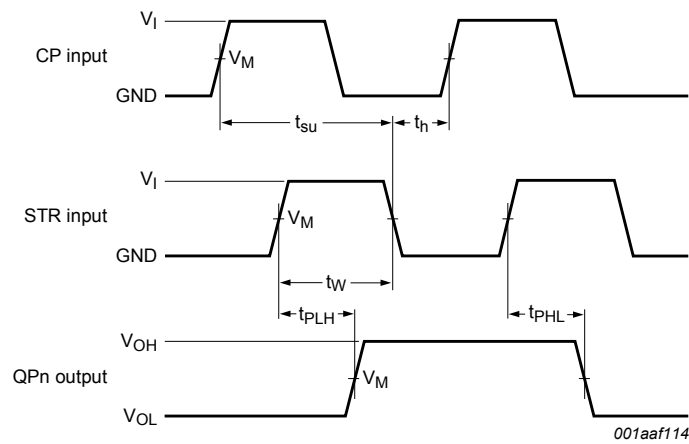 V_I
CP input
V_M
GND
t_su
t_h
V_I
STR input
V_M
GND
t_W
t_PLH
t_PHL
V_OH
QPn output
V_M
V_OL
001aaf114